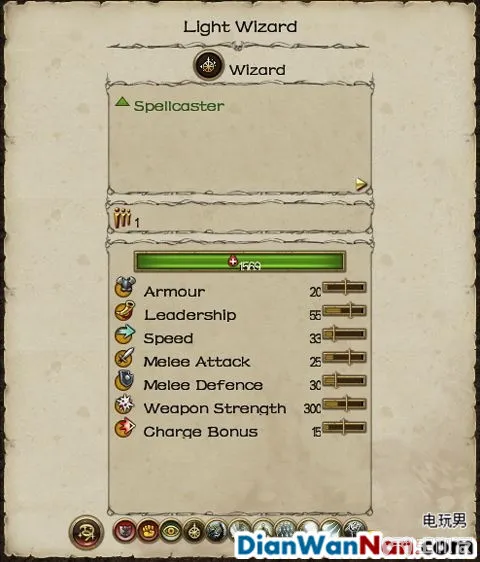 Light Wizard
Wizard
Spellcaster
1
1569
Armour 20
Leadership 55
Speed 33
Melee Attack 25
Melee Defence 30
Weapon Strength 300
Charge Bonus 15
电玩男
DianWanNan.com